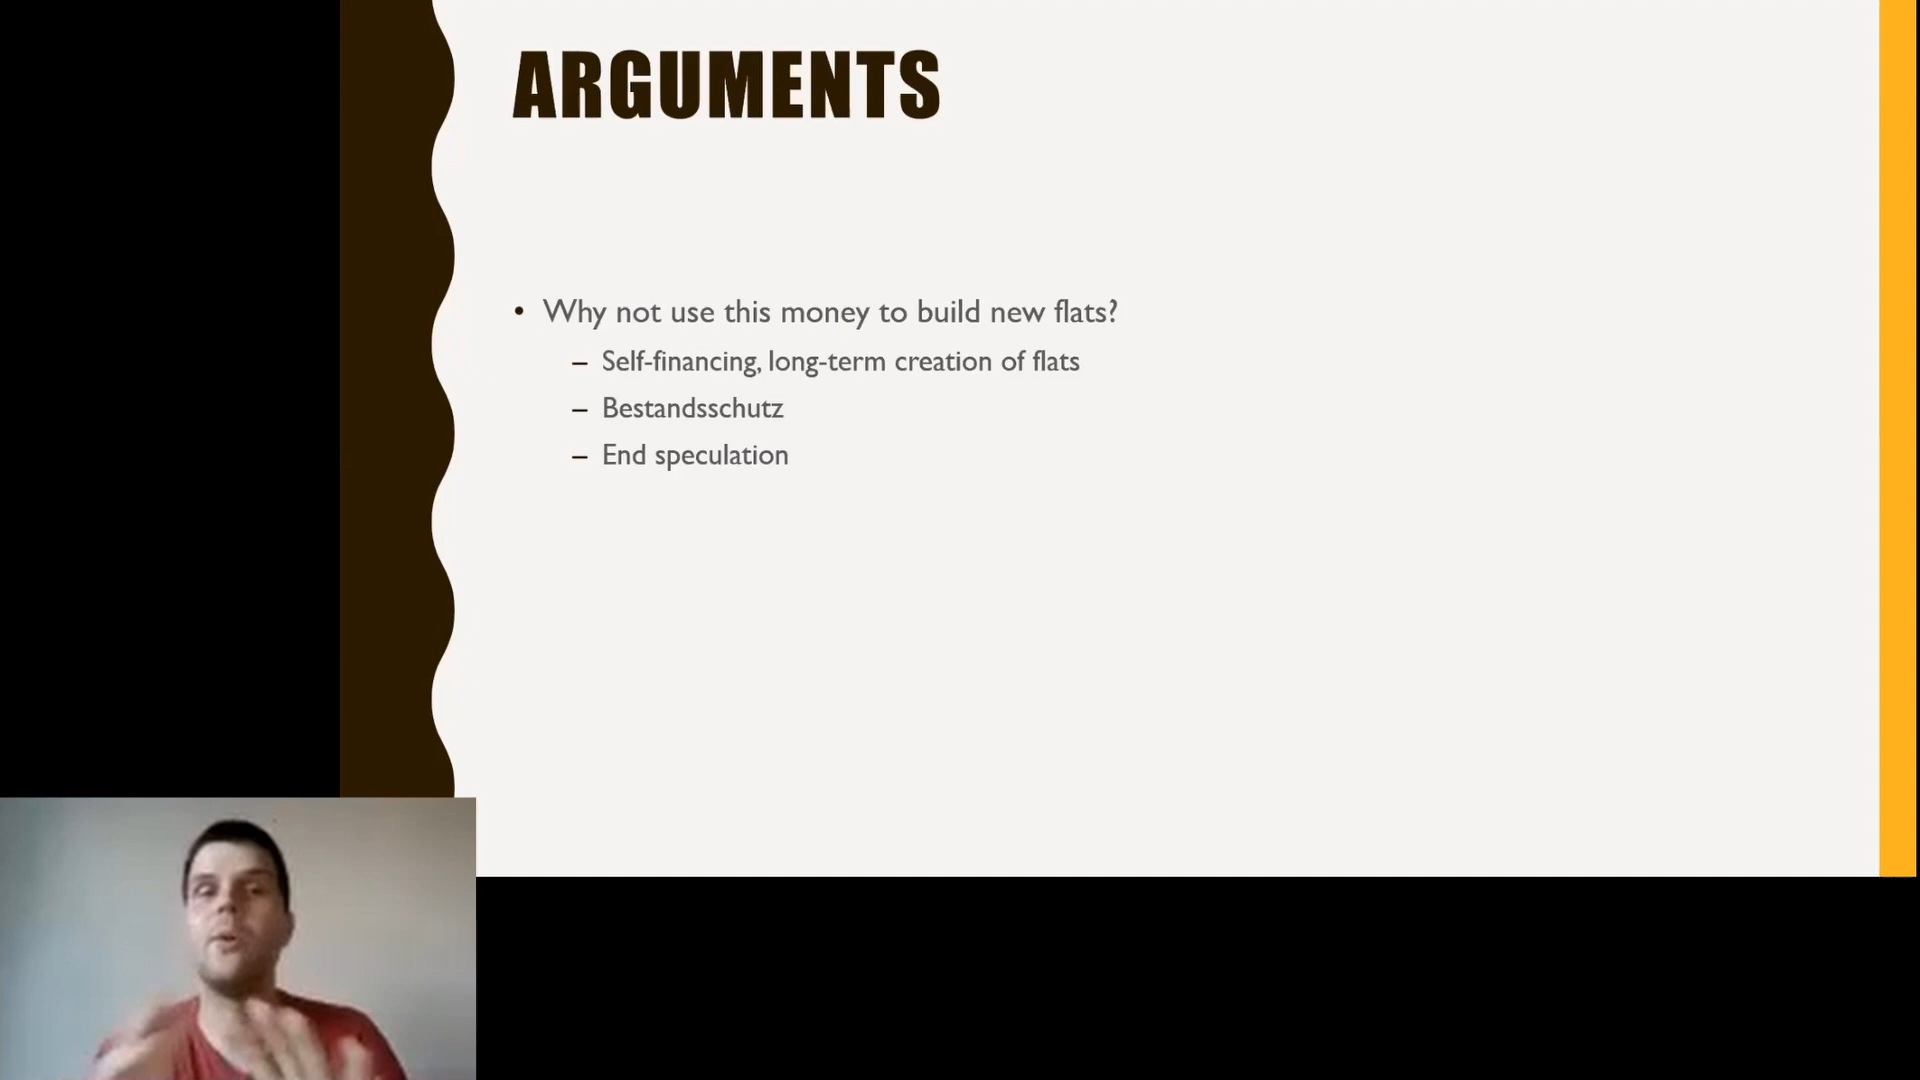 ARGUMENTS
• Why not use this money to build new flats?
– Self-financing, long-term creation of flats
– Bestandsschutz
– End speculation